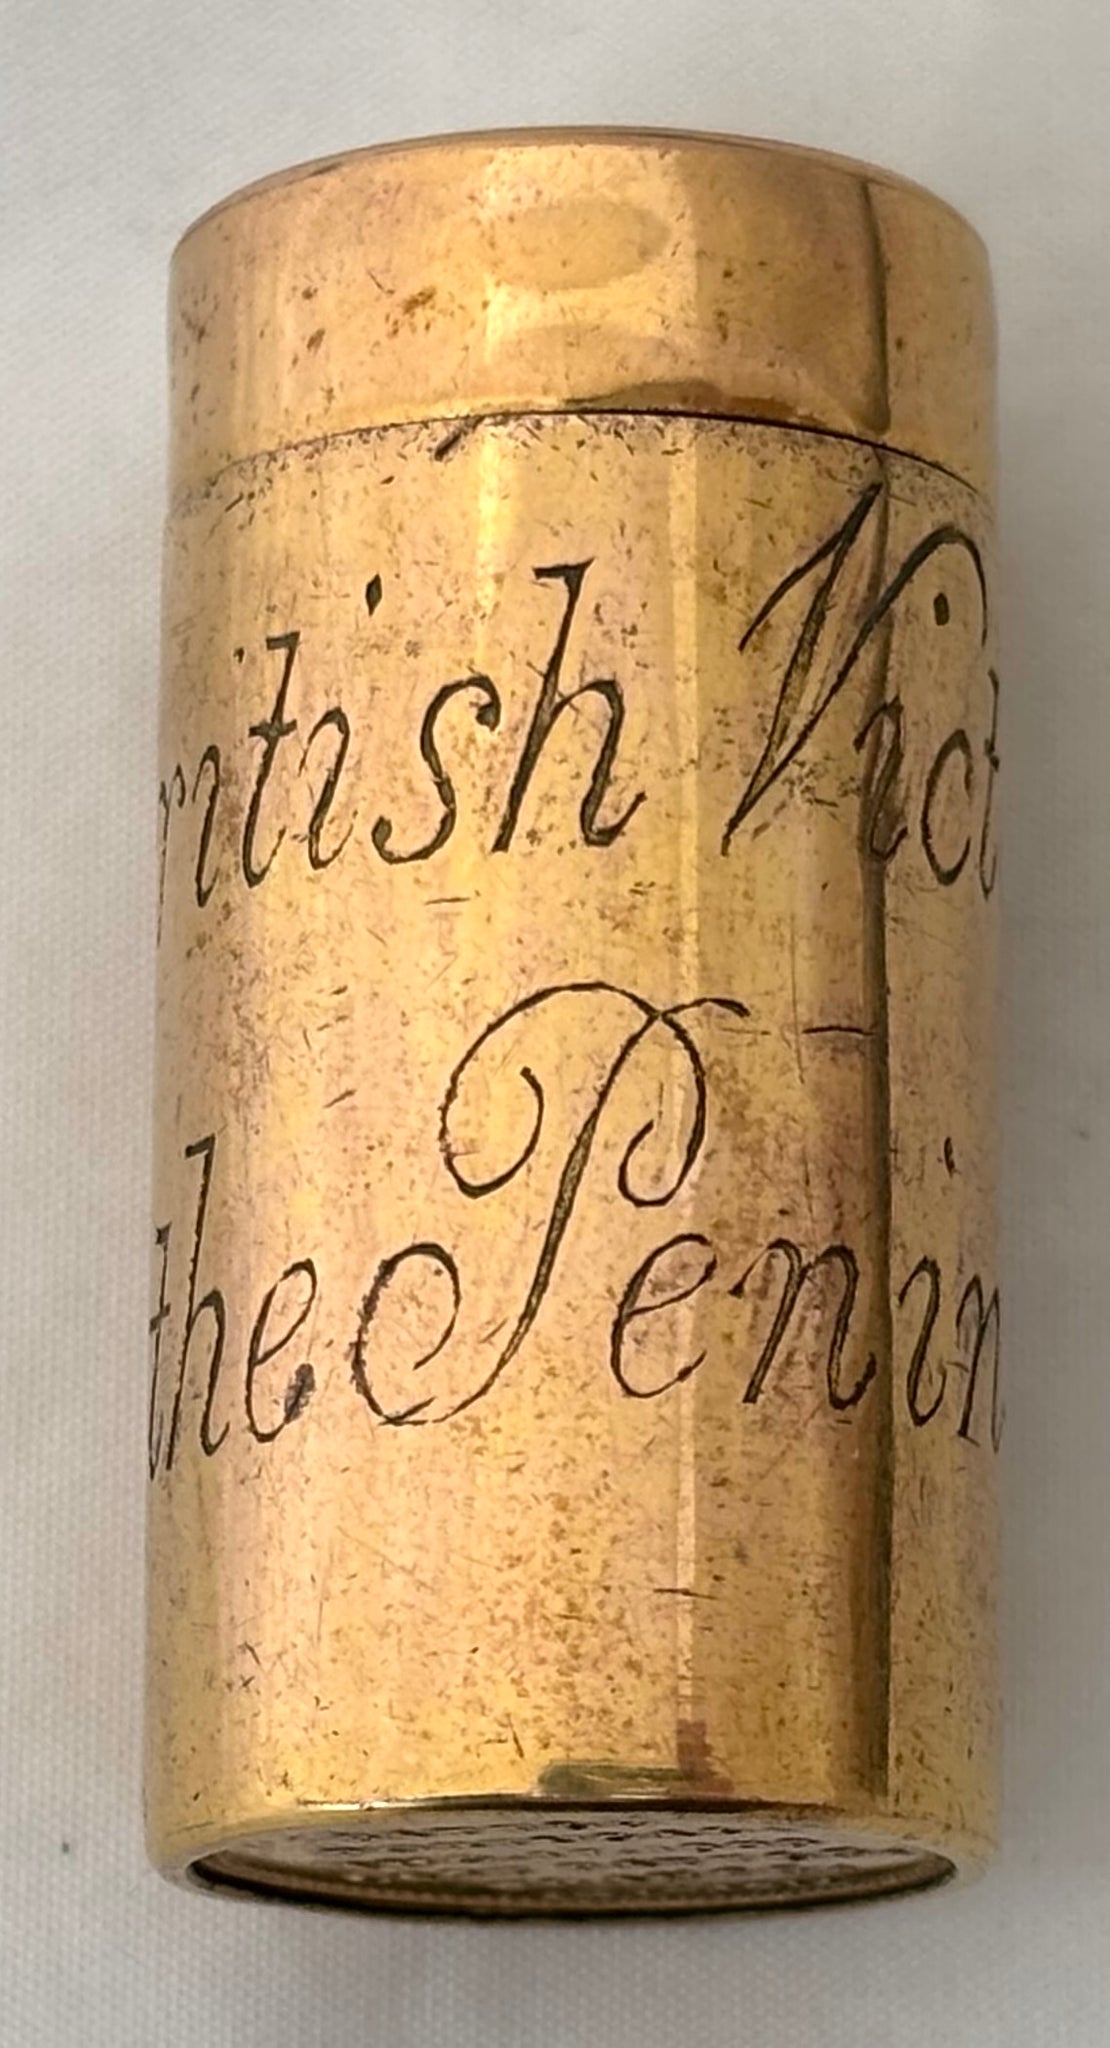 ritish Vict
the Penin